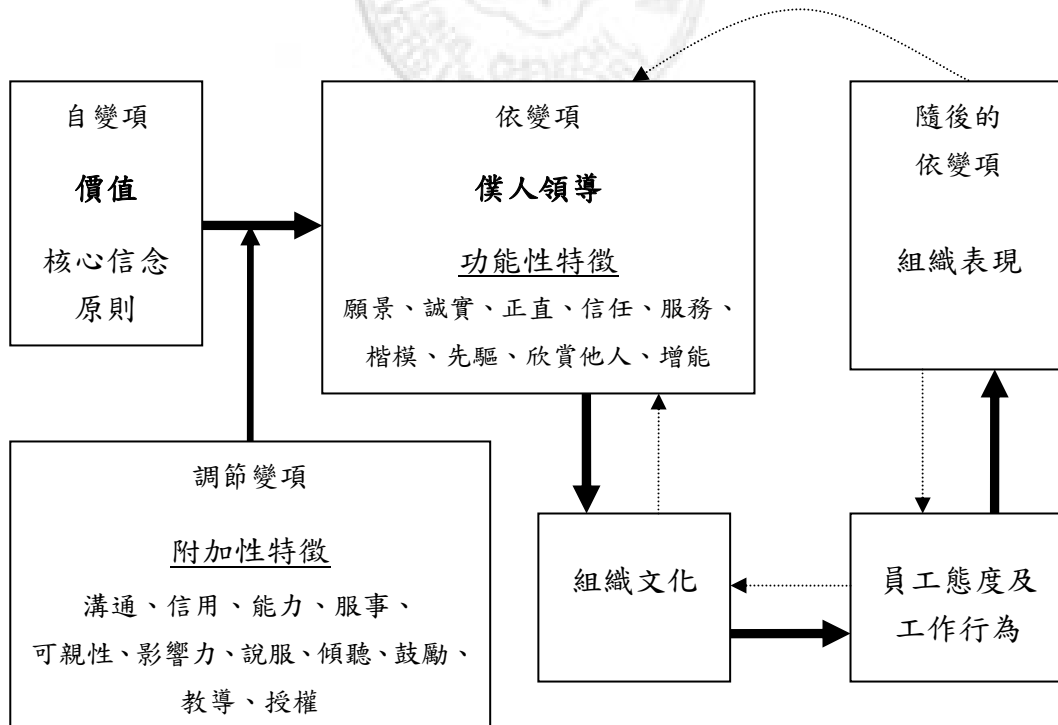 自變項
價值
核心信念
原則
依變項
僕人領導
功能性特徵
願景、誠實、正直、信任、服務、
楷模、先驅、欣賞他人、增能
隨後的
依變項
組織表現
調節變項
附加性特徵
溝通、信用、能力、服事、
可親性、影響力、說服、傾聽、鼓勵、
教導、授權
組織文化
員工態度及
工作行為